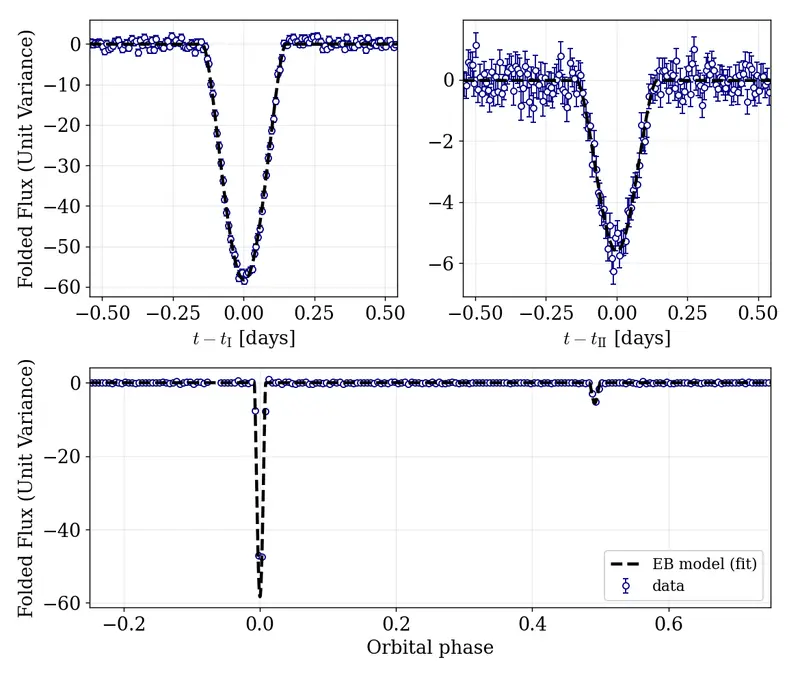 Folded Flux (Unit Variance)
0
−10
−20
−30
−40
−50
−60
−0.50 −0.25 0.00 0.25 0.50
t − tI [days]
0
−2
−4
−6
−0.50 −0.25 0.00 0.25 0.50
t − tII [days]
Folded Flux (Unit Variance)
0
−20
−40
−60
−0.2 0.0 0.2 0.4 0.6
Orbital phase
EB model (fit)
data